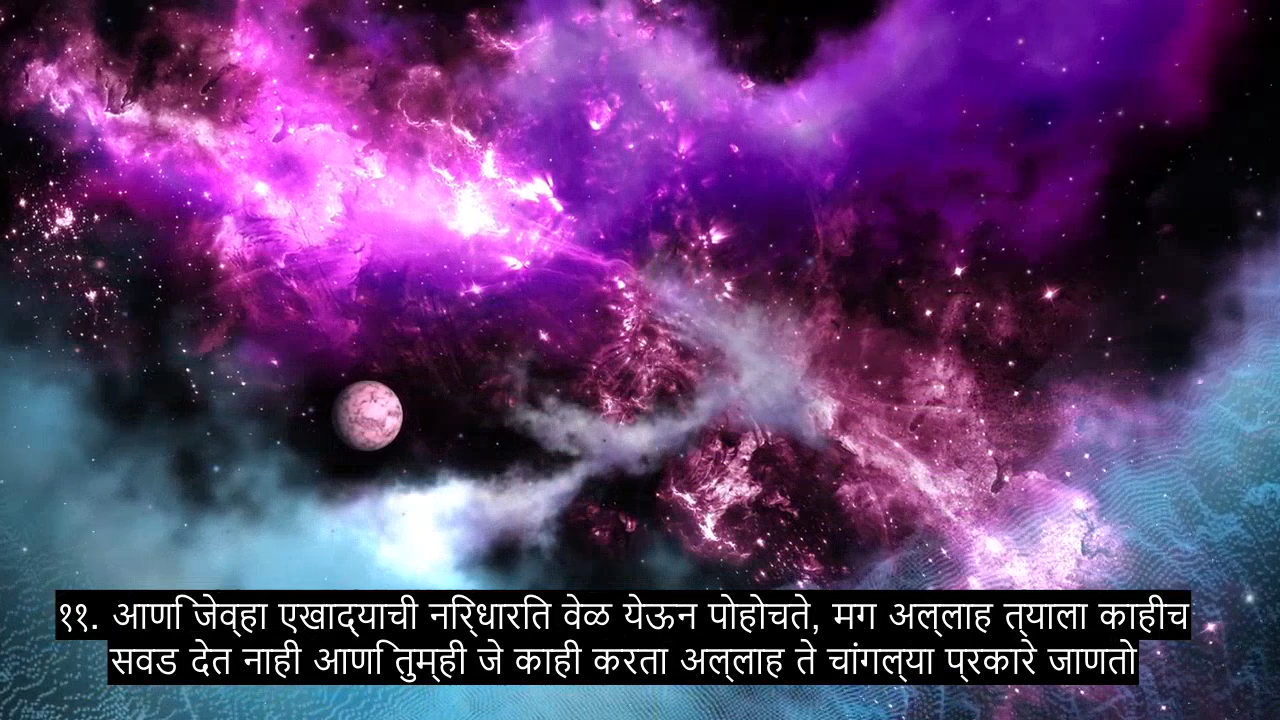 ११. आणि जेव्हा एखाद्याची निर्धारित वेळ येऊन पोहोचते, मग अल्लाह त्याला काहीच
सवड देत नाही आणि तुम्ही जे काही करता अल्लाह ते चांगल्या प्रकारे जाणतो